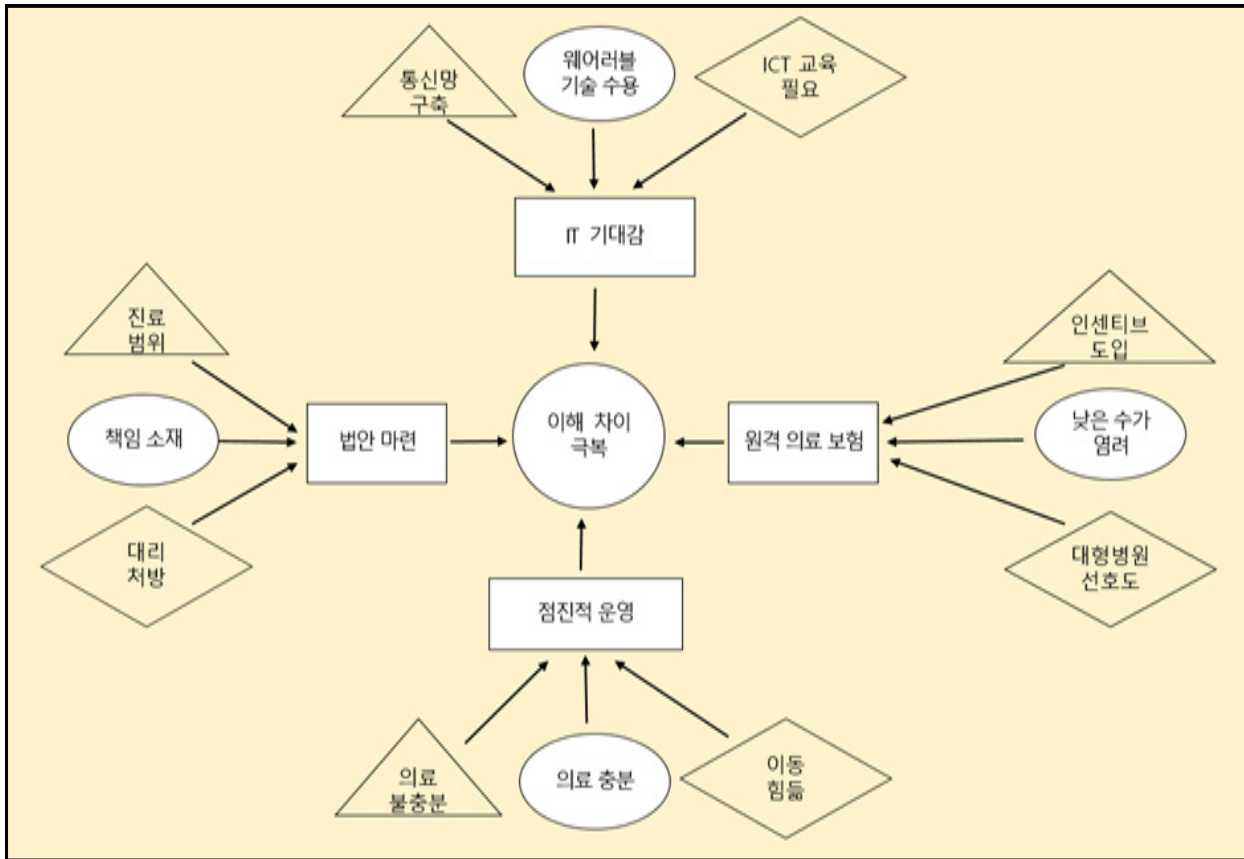 통신망
구축
웨어러블
기술 수용
ICT 교육
필요
IT 기대감
진료
범위
인센티브
도입
책임 소재
법안 마련
이해 차이
극복
원격 의료 보험
낮은 수가
염려
대리
처방
대형병원
선호도
점진적 운영
의료
불충분
의료 충분
이동
힘듦